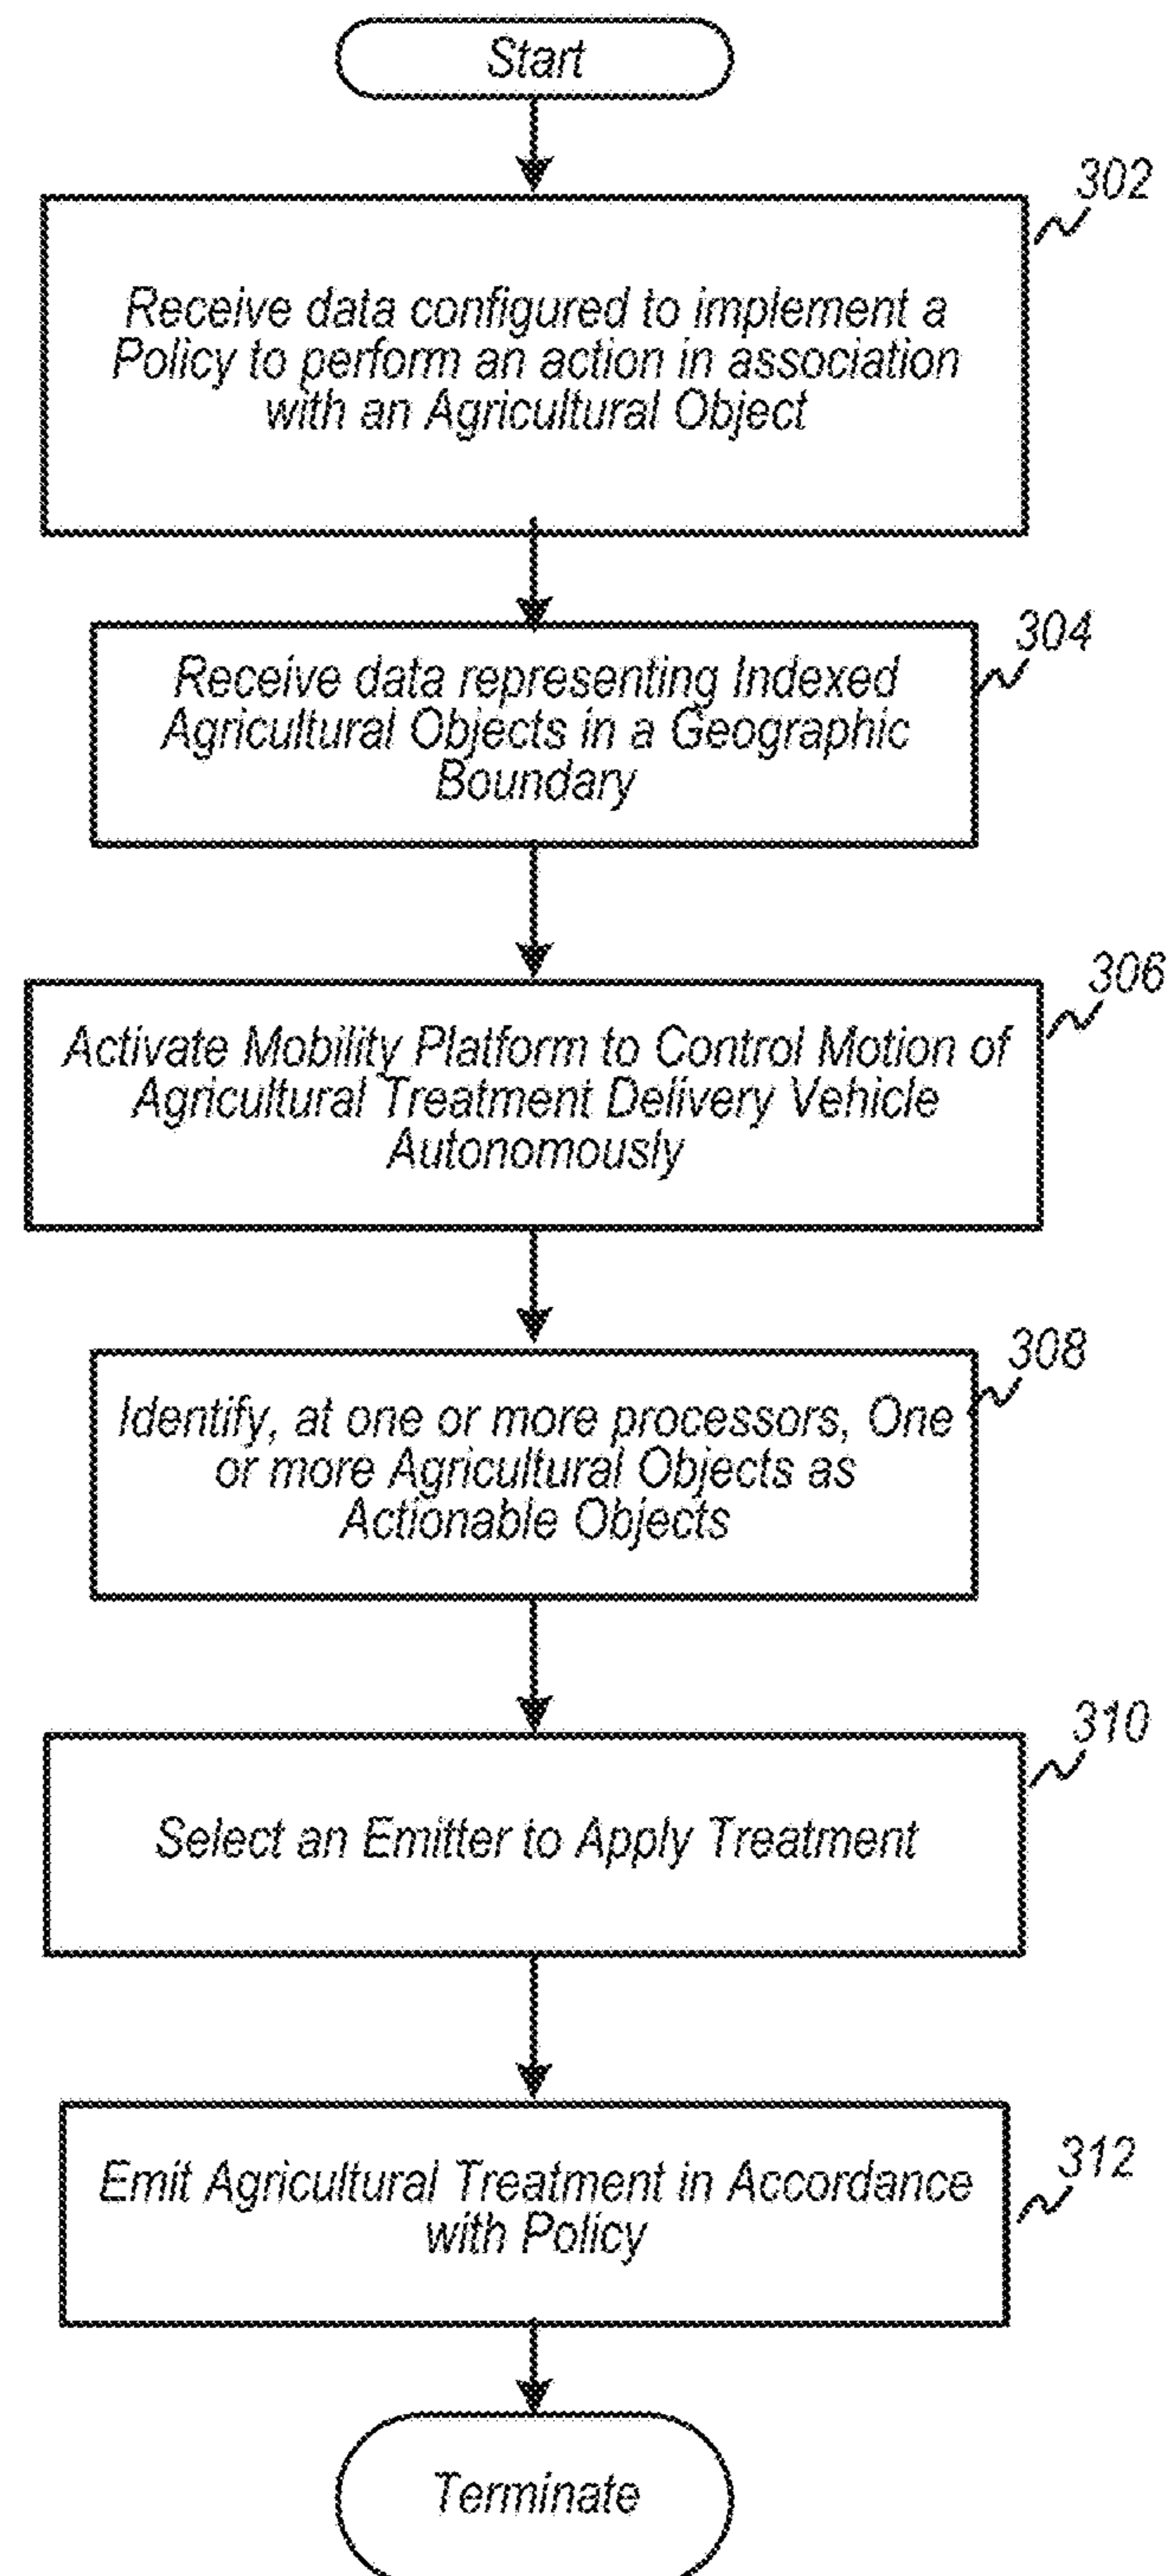 Start
302
Receive data configured to implement a
Policy to perform an action in association
with an Agricultural Object
304
Receive data representing Indexed
Agricultural Objects in a Geographic
Boundary
306
Activate Mobility Platform to Control Motion of
Agricultural Treatment Delivery Vehicle
Autonomously
308
Identify, at one or more processors, One
or more Agricultural Objects as
Actionable Objects
310
Select an Emitter to Apply Treatment
312
Emit Agricultural Treatment in Accordance
with Policy
Terminate